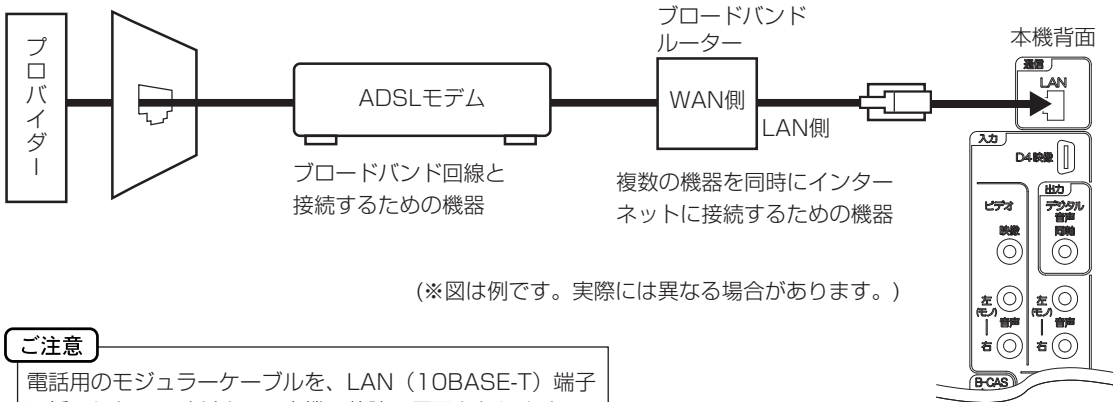 プロバイダー
ADSLモデム
ブロードバンド回線と
接続するための機器
ブロードバンド
ルーター
WAN側
LAN側
複数の機器を同時にインター
ネットに接続するための機器
本機背面
通信
LAN
入力
D4映像
出力
ビデオ
デジタル
音声
同軸
映像
左
(モノ)
音声
右
左
(モノ)
音声
右
B-CAS
(※図は例です。実際には異なる場合があります。)
ご注意
電話用のモジュラーケーブルを、LAN（10BASE-T）端子